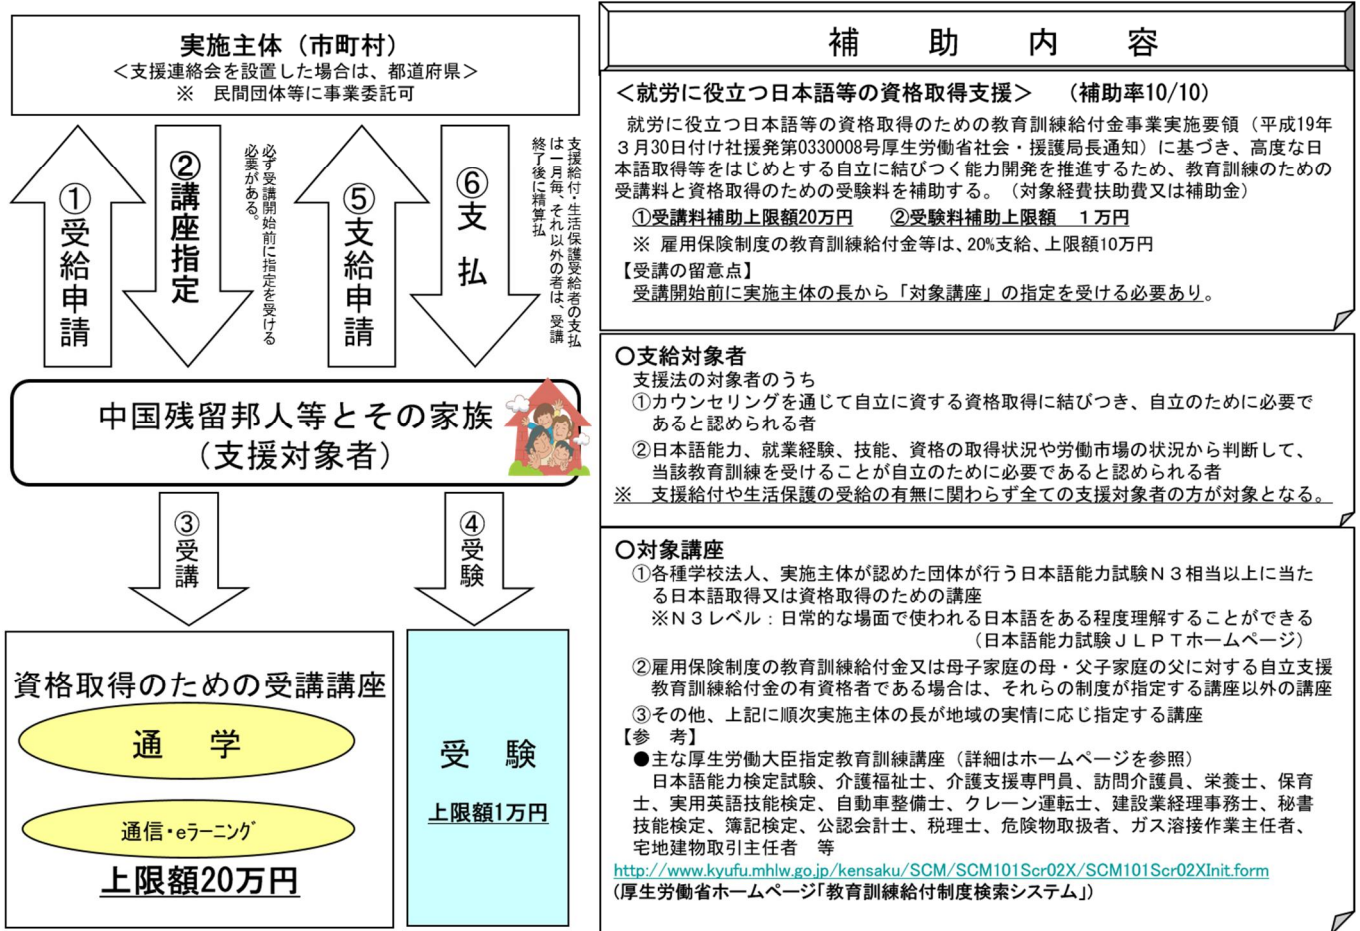 実施主体（市町村）
＜支援連絡会を設置した場合は、都道府県＞
※　民間団体等に事業委託可
①受給申請
②講座指定
必ず受講開始前に指定を受ける
必要がある。
⑤支給申請
⑥支　払
支援給付・生活保護受給者の支払
は一月毎、それ以外の者は、受講
終了後に精算払
中国残留邦人等とその家族
（支援対象者）
③受講
④受験
資格取得のための受講講座
通　学
通信・eラーニング
上限額20万円
受　験
上限額1万円
補　助　内　容
＜就労に役立つ日本語等の資格取得支援＞　（補助率10/10）
就労に役立つ日本語等の資格取得のための教育訓練給付金事業実施要領（平成19年
３月30日付け社援発第0330008号厚生労働省社会・援護局長通知）に基づき、高度な日
本語取得等をはじめとする自立に結びつく能力開発を推進するため、教育訓練のための
受講料と資格取得のための受験料を補助する。（対象経費扶助費又は補助金）
①受講料補助上限額20万円　②受験料補助上限額　１万円
※ 雇用保険制度の教育訓練給付金等は、20%支給、上限額10万円
【受講の留意点】
受講開始前に実施主体の長から「対象講座」の指定を受ける必要あり。
○支給対象者
支援法の対象者のうち
①カウンセリングを通じて自立に資する資格取得に結びつき、自立のために必要で
あると認められる者
②日本語能力、就業経験、技能、資格の取得状況や労働市場の状況から判断して、
当該教育訓練を受けることが自立のために必要であると認められる者
※　支援給付や生活保護の受給の有無に関わらず全ての支援対象者の方が対象となる。
○対象講座
①各種学校法人、実施主体が認めた団体が行う日本語能力試験Ｎ３相当以上に当た
る日本語取得又は資格取得のための講座
※Ｎ３レベル：日常的な場面で使われる日本語をある程度理解することができる
（日本語能力試験ＪＬＰＴホームページ）
②雇用保険制度の教育訓練給付金又は母子家庭の母・父子家庭の父に対する自立支援
教育訓練給付金の有資格者である場合は、それらの制度が指定する講座以外の講座
③その他、上記に順次実施主体の長が地域の実情に応じ指定する講座
【参　考】
●主な厚生労働大臣指定教育訓練講座（詳細はホームページを参照）
日本語能力検定試験、介護福祉士、介護支援専門員、訪問介護員、栄養士、保育
士、実用英語技能検定、自動車整備士、クレーン運転士、建設業経理事務士、秘書
技能検定、簿記検定、公認会計士、税理士、危険物取扱者、ガス溶接作業主任者、
宅地建物取引主任者　等
http://www.kyufu.mhlw.go.jp/kensaku/SCM/SCM101Scr02X/SCM101Scr02XInit.form
(厚生労働省ホームページ「教育訓練給付制度検索システム」)